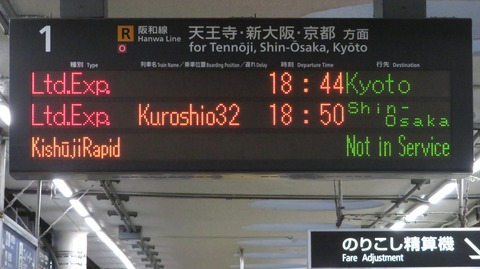 1
R 阪和線 天王寺・新大阪・京都 方面
O Hanwa Line for Tennōji, Shin-Osaka, Kyōto
種別 Type 列車名/Train Name/乗車位置/Boarding Position/遅れ/Delay 時刻 Departure Time 行先 Destination
Ltd.Exp. 18:44 Kyoto
Ltd.Exp. Kuroshio32 18:50 Shin-Osaka
Kishūji Rapid Not in Service
のりこし精算機
Fare Adjustment